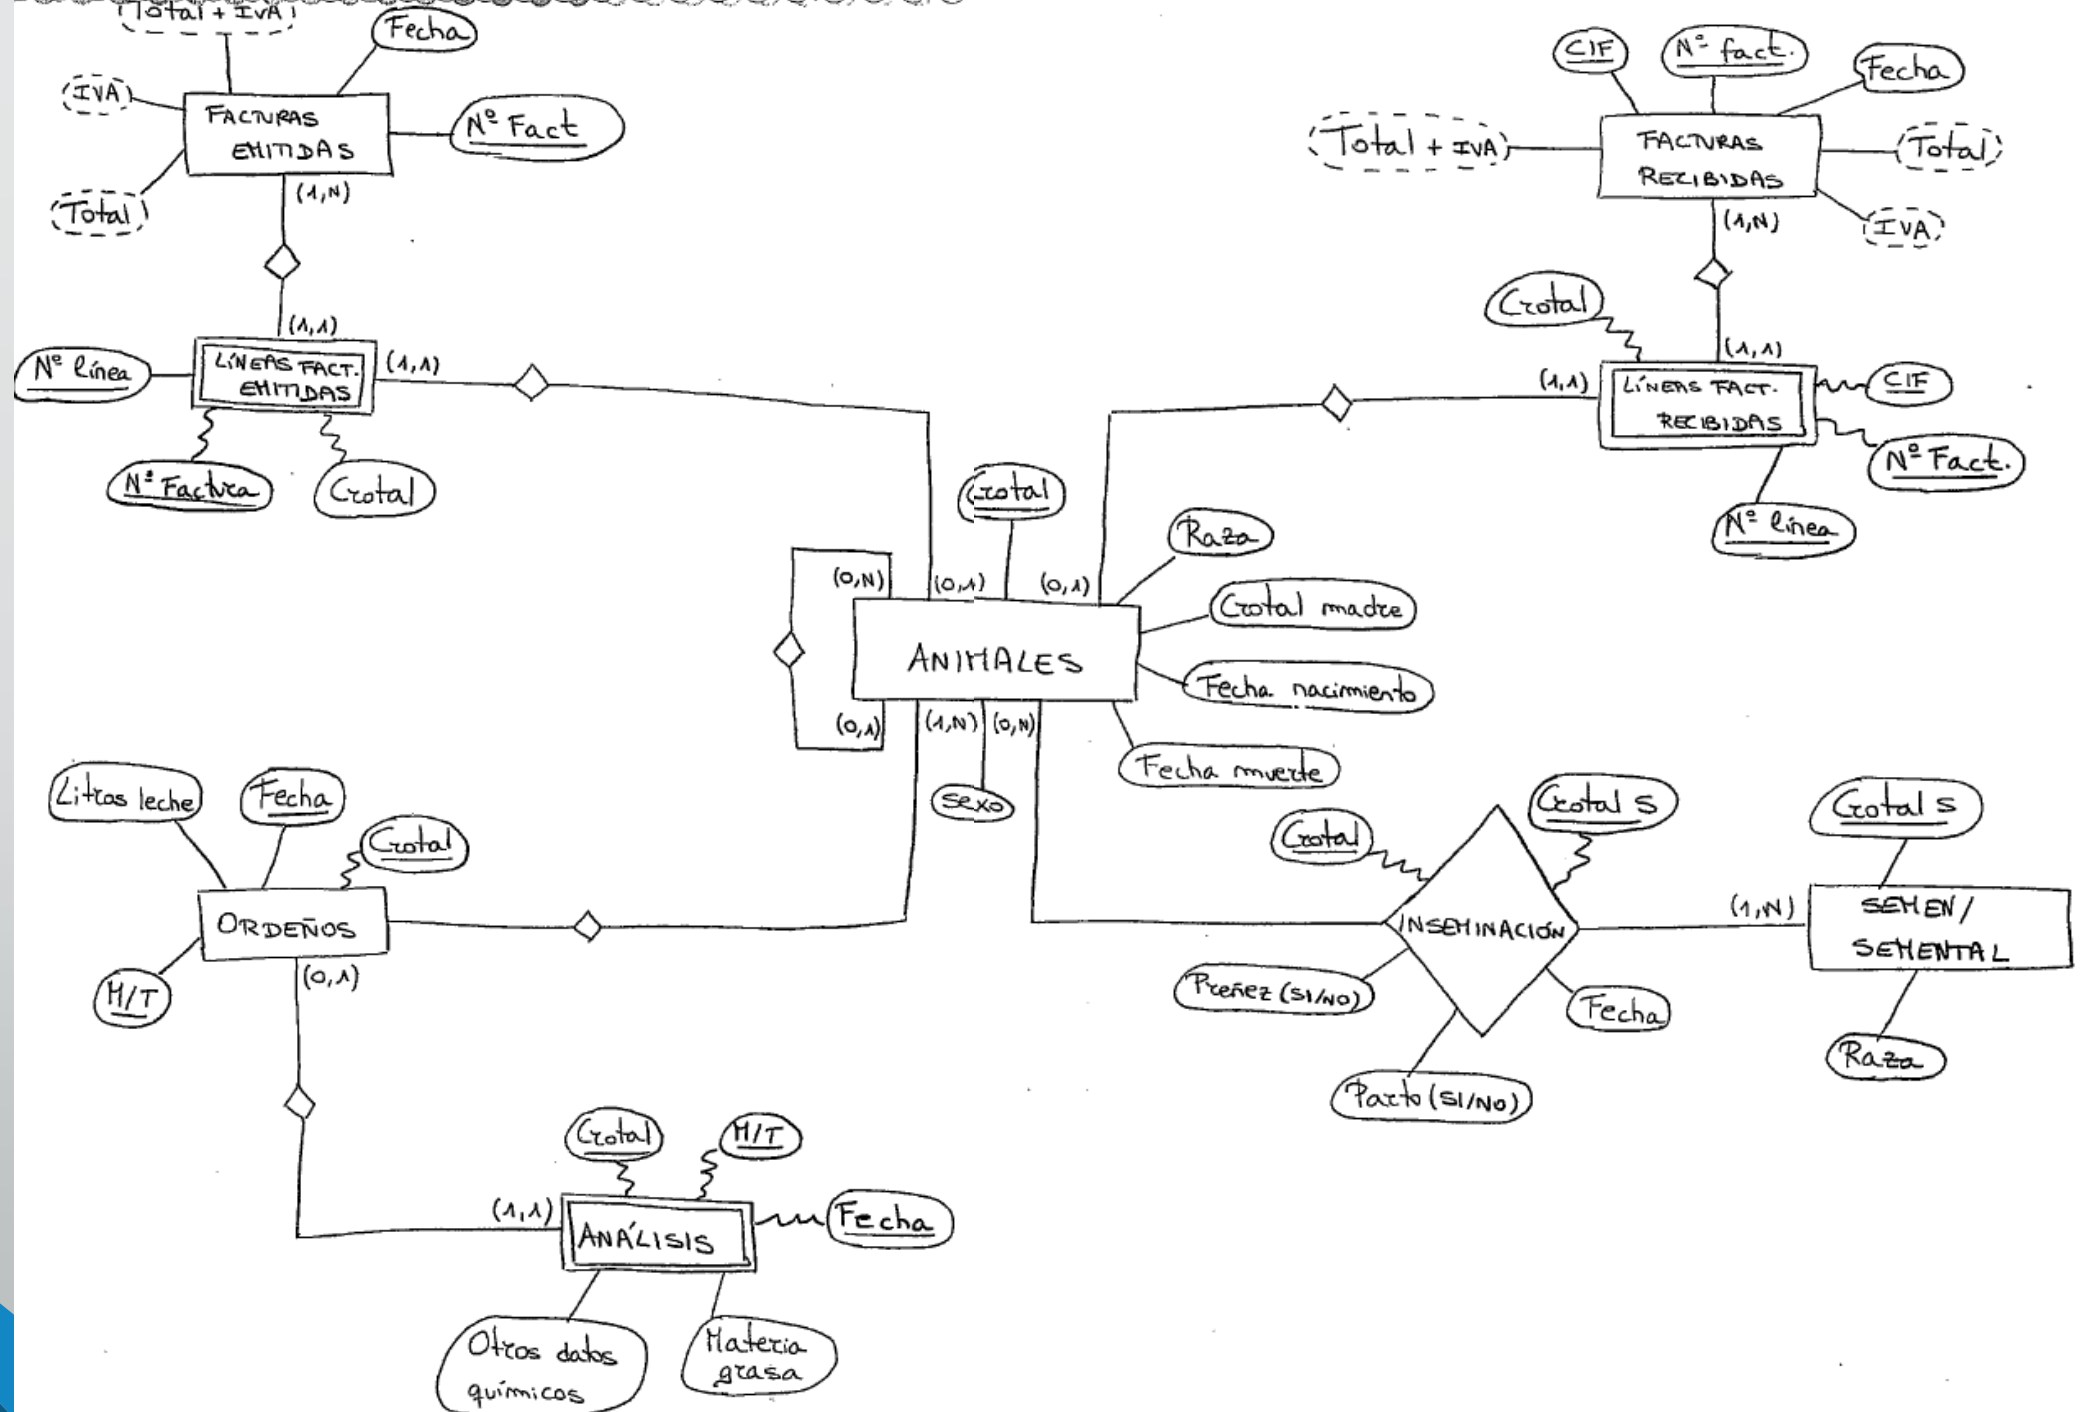 Total + IVA
Fecha
IVA
FACTURAS
EMITIDAS
Nº Fact
Total
(1,N)
(1,1)
Nº línea
LÍNEAS FACT.
EMITIDAS
(1,1)
Nº Factura
Crotal
CIF
Nº fact.
Fecha
Total + IVA
FACTURAS
RECIBIDAS
Total
IVA
(1,N)
Crotal
(1,1)
(1,1)
LÍNEAS FACT.
RECIBIDAS
CIF
Nº Fact.
Nº línea
Crotal
Raza
(0,N)
(0,1)
(0,1)
Crotal madre
ANIMALES
Fecha nacimiento
(0,1)
(1,N)
(0,N)
Fecha muerte
sexo
Litros leche
Fecha
Crotal
ORDEÑOS
M/T
(0,1)
Crotal
Crotal S
Crotal S
INSEMINACIÓN
(1,N)
SEMEN/
SEMENTAL
Preñez (SI/NO)
Fecha
Parto (SI/NO)
Raza
Crotal
M/T
(1,1)
ANÁLISIS
Fecha
Otros datos
químicos
Materia
grasa